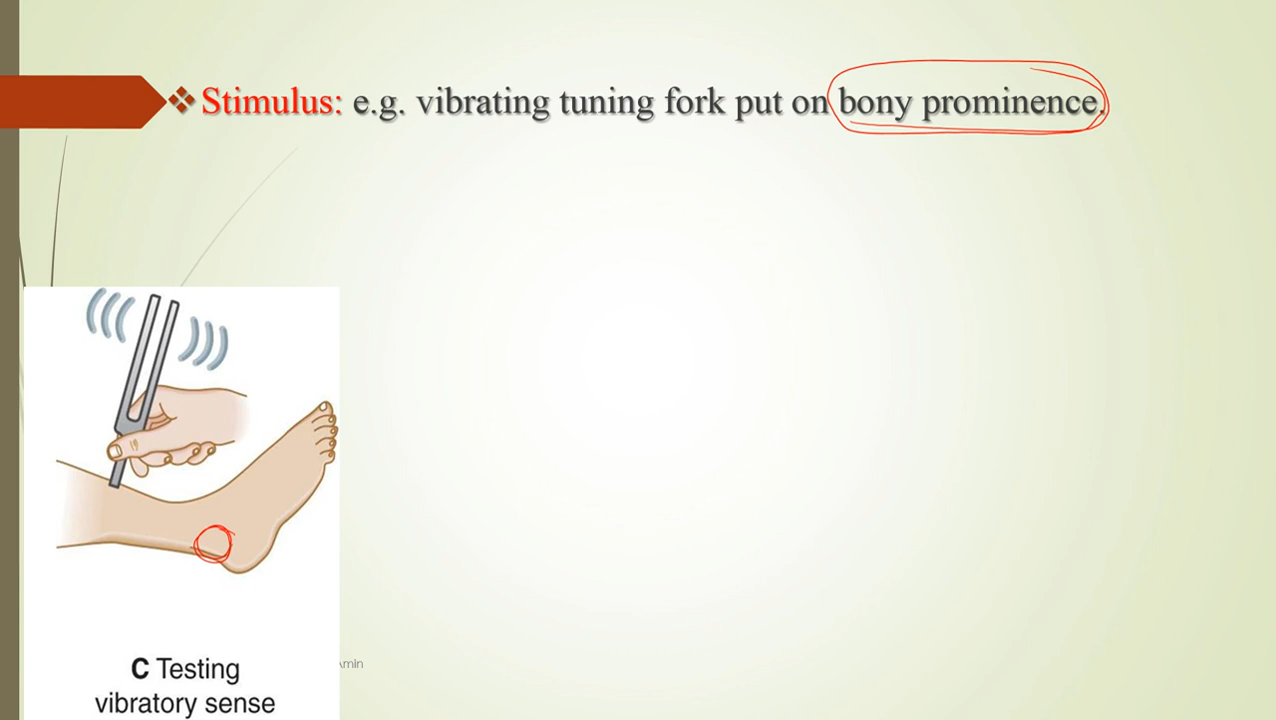 ❖Stimulus: e.g. vibrating tuning fork put on bony prominence.
C Testing
vibratory sense